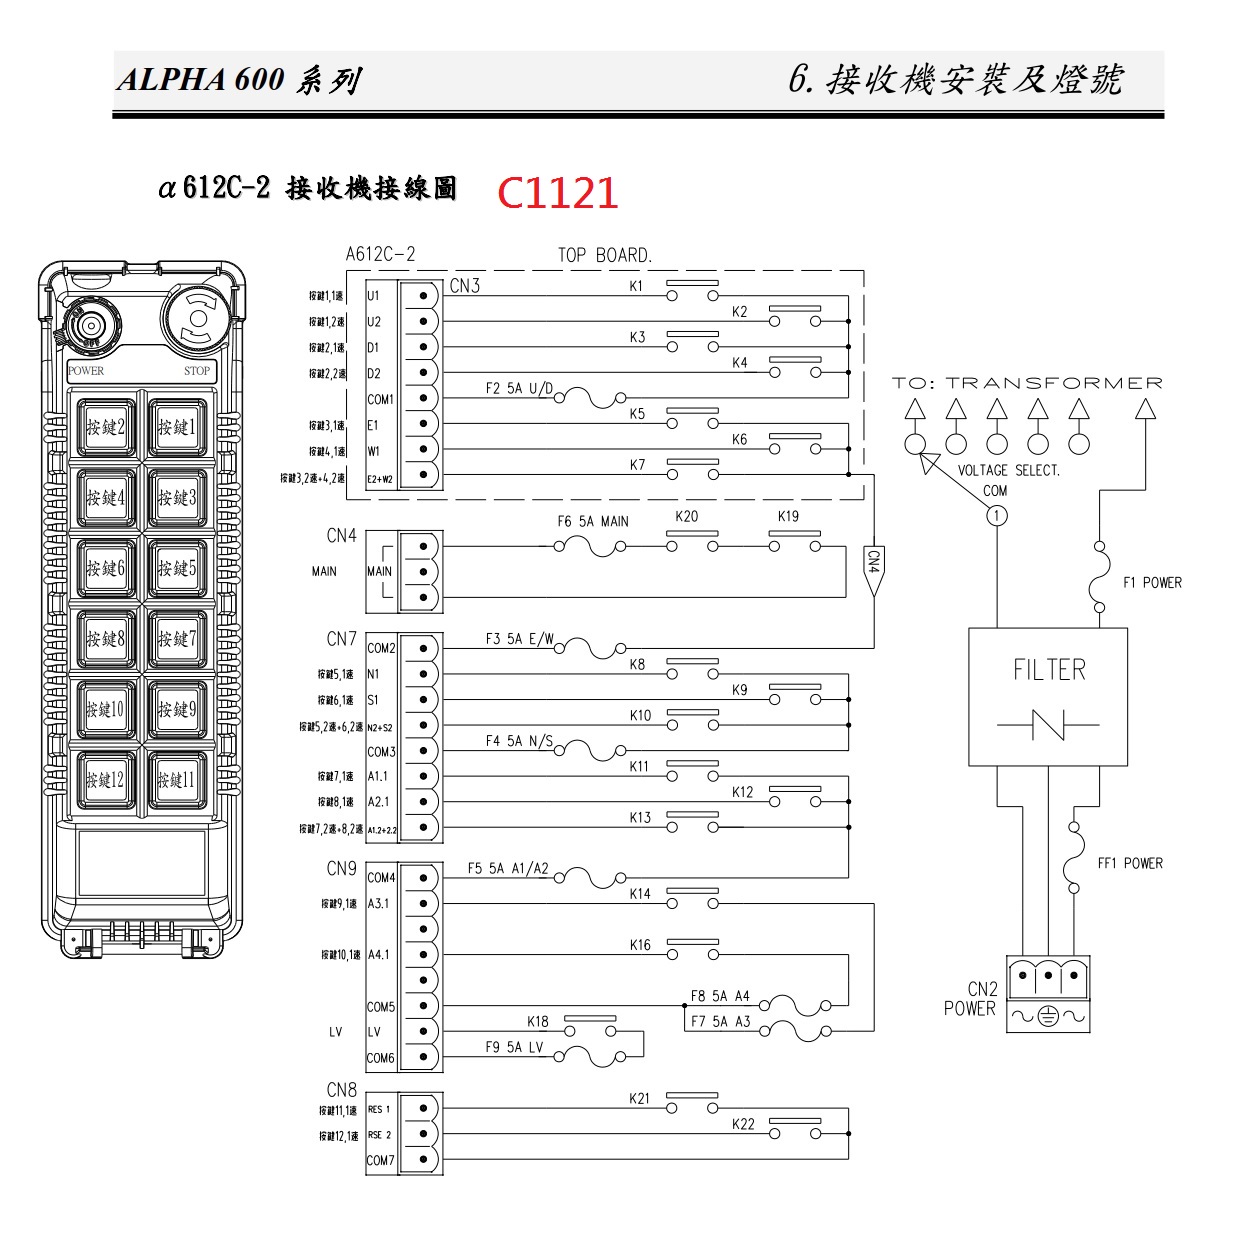 ALPHA 600 系列
6. 接收機安裝及燈號
α612C-2 接收機接線圖
C1121
A612C-2
TOP BOARD.
CN3
按鍵1,1速 U1
K1
按鍵1,2速 U2
K2
按鍵2,1速 D1
K3
按鍵2,2速 D2
K4
COM1
F2 5A U/D
按鍵3,1速 E1
K5
按鍵4,1速 W1
K6
按鍵3,2速+4,2速 E2+W2
K7
CN4
MAIN
MAIN
F6 5A MAIN
K20
K19
CN4
CN7
COM2
F3 5A E/W
按鍵5,1速 N1
K8
按鍵6,1速 S1
K9
按鍵5,2速+6,2速 N2+S2
K10
COM3
F4 5A N/S
按鍵7,1速 A1.1
K11
按鍵8,1速 A2.1
K12
按鍵7,2速+8,2速 A1.2+2.2
K13
CN9
COM4
F5 5A A1/A2
按鍵9,1速 A3.1
K14
按鍵10,1速 A4.1
K16
COM5
F8 5A A4
F7 5A A3
LV LV
K18
COM6
F9 5A LV
CN8
按鍵11,1速 RES 1
K21
按鍵12,1速 RSE 2
K22
COM7
POWER STOP
ON
OFF
按鍵2 按鍵1
按鍵4 按鍵3
按鍵6 按鍵5
按鍵8 按鍵7
按鍵10 按鍵9
按鍵12 按鍵11
TO: TRANSFORMER
VOLTAGE SELECT.
COM
1
F1 POWER
FILTER
FF1 POWER
CN2
POWER